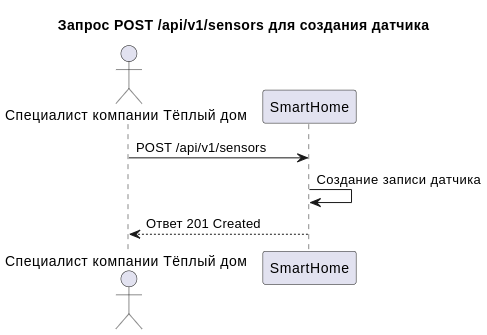 Запрос POST /api/v1/sensors для создания датчика
Специалист компании Тёплый дом
SmartHome
POST /api/v1/sensors
Создание записи датчика
Ответ 201 Created
Специалист компании Тёплый дом
SmartHome